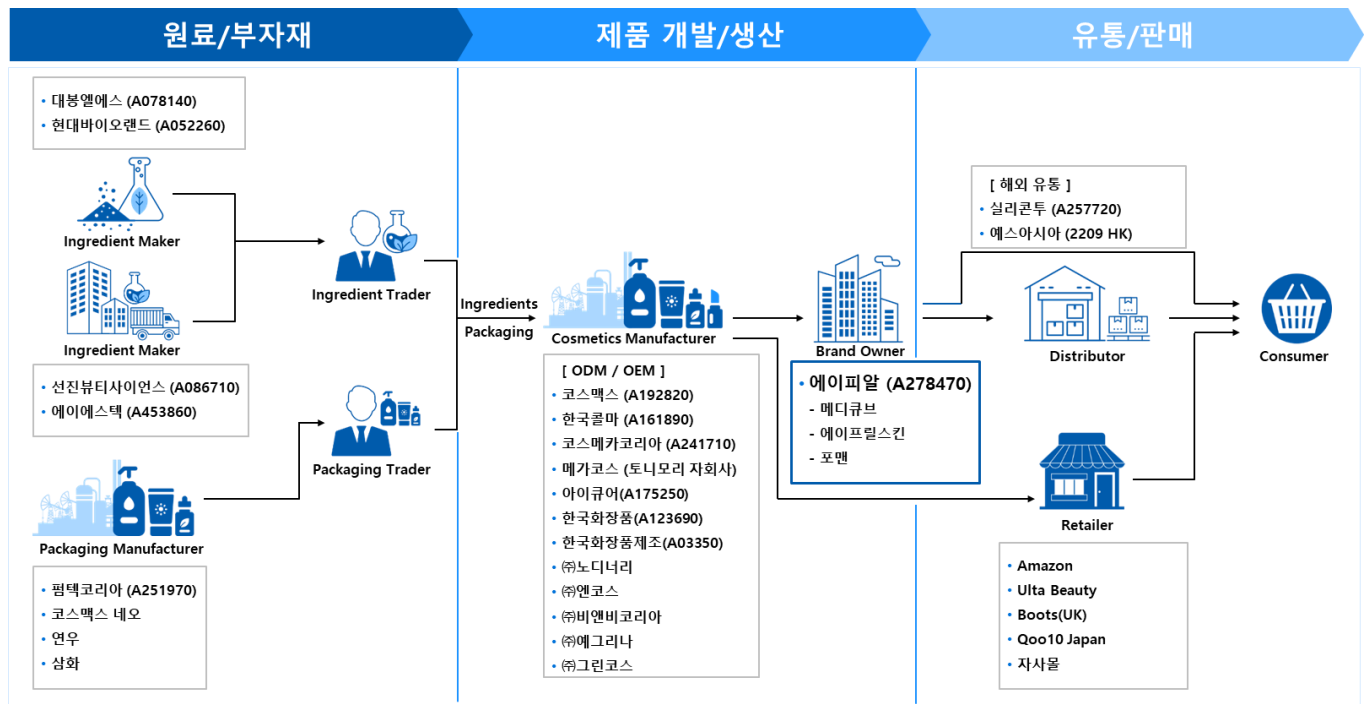 원료/부자재
제품 개발/생산
유통/판매
• 대봉엘에스 (A078140)
• 현대바이오랜드 (A052260)
Ingredient Maker
Ingredient Maker
• 선진뷰티사이언스 (A086710)
• 에이에스텍 (A453860)
Packaging Manufacturer
• 펌텍코리아 (A251970)
• 코스맥스 네오
• 연우
• 삼화
Ingredient Trader
Packaging Trader
Ingredients
Packaging
Cosmetics Manufacturer
[ ODM / OEM ]
• 코스맥스 (A192820)
• 한국콜마 (A161890)
• 코스메카코리아 (A241710)
• 메가코스 (토니모리 자회사)
• 아이큐어(A175250)
• 한국화장품(A123690)
• 한국화장품제조(A03350)
• ㈜노디너리
• ㈜엔코스
• ㈜비앤비코리아
• ㈜예그리나
• ㈜그린코스
Brand Owner
• 에이피알 (A278470)
- 메디큐브
- 에이프릴스킨
- 포맨
[ 해외 유통 ]
• 실리콘투 (A257720)
• 예스아시아 (2209 HK)
Distributor
Consumer
Retailer
• Amazon
• Ulta Beauty
• Boots(UK)
• Qoo10 Japan
• 자사몰